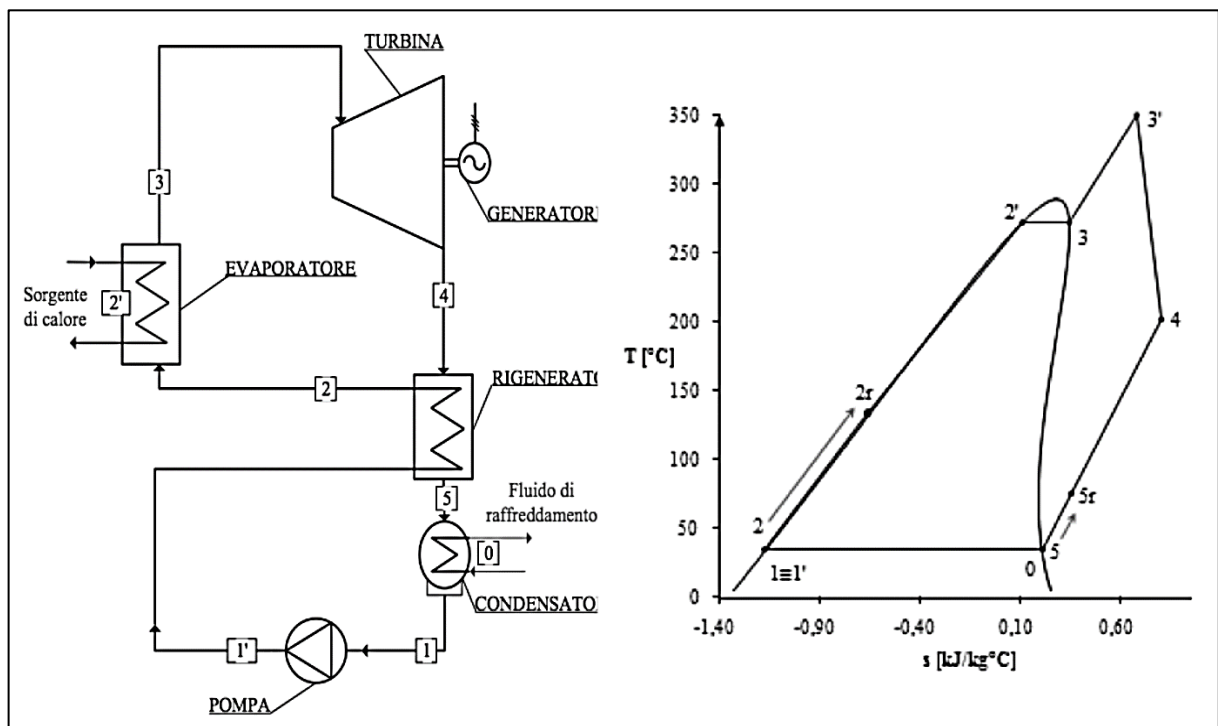 TURBINA
[3]
GENERATORI
EVAPORATORE
Sorgente
di calore
[2']
[4]
[2]
RIGENERATO
[5]
Fluido di
raffreddamento
[0]
CONDENSATO
[1']
[1]
POMPA
350
300
250
200
150
100
50
0
T [°C]
3'
2'
3
4
2r
5r
2
5
1≡1'
0
-1,40
-0,90
-0,40
0,10
0,60
s [kJ/kg°C]